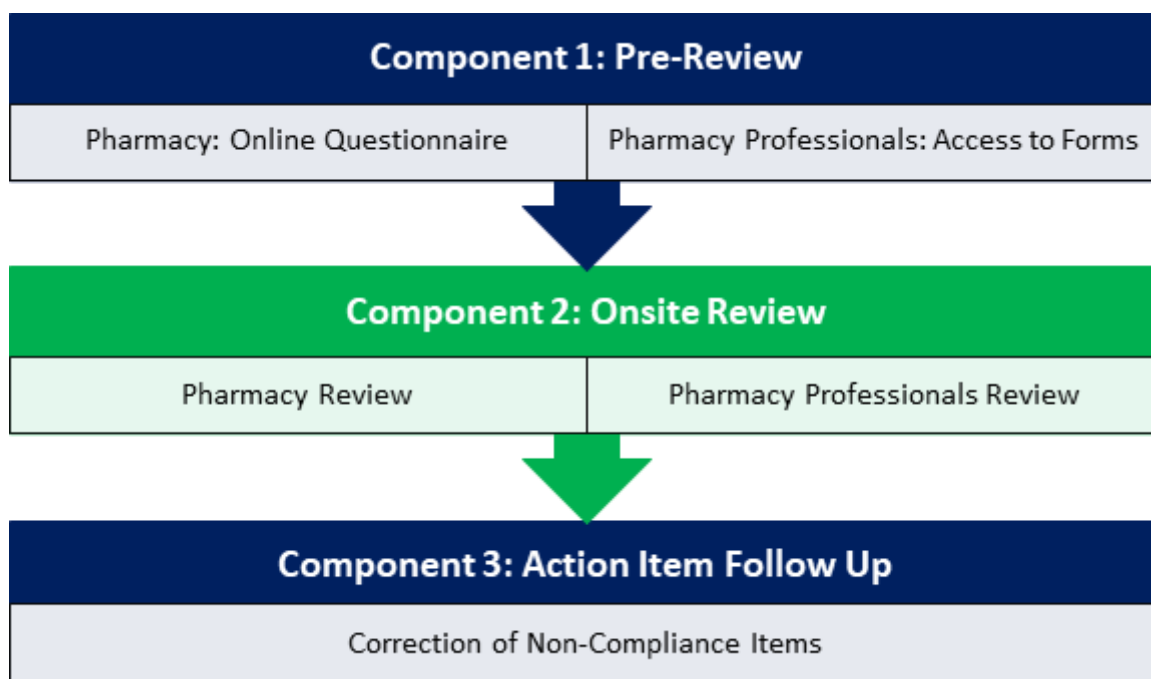 Component 1: Pre-Review
Pharmacy: Online Questionnaire
Pharmacy Professionals: Access to Forms
Component 2: Onsite Review
Pharmacy Review
Pharmacy Professionals Review
Component 3: Action Item Follow Up
Correction of Non-Compliance Items